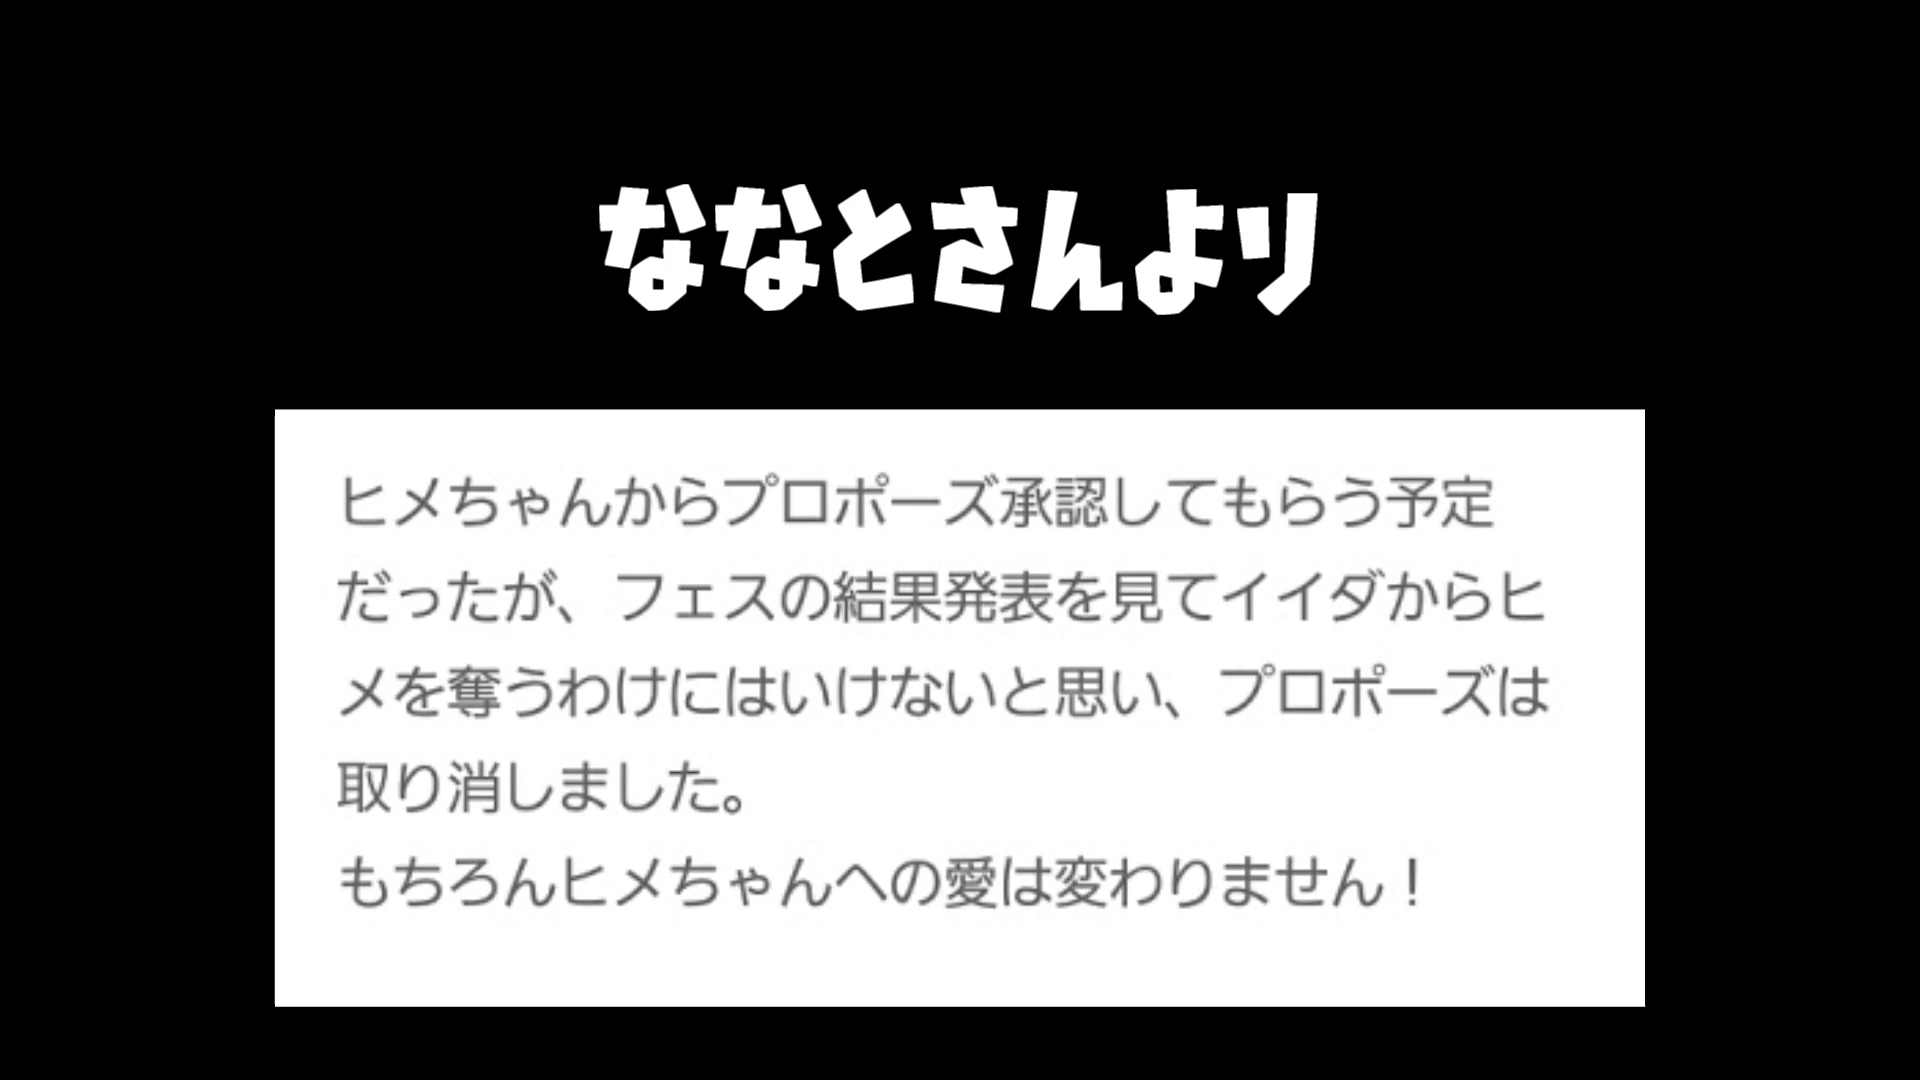 ななとさんより
ヒメちゃんからプロポーズ承認してもらう予定
だったが、フェスの結果発表を見てイイダからヒ
メを奪うわけにはいけないと思い、プロポーズは
取り消しました。
もちろんヒメちゃんへの愛は変わりません！